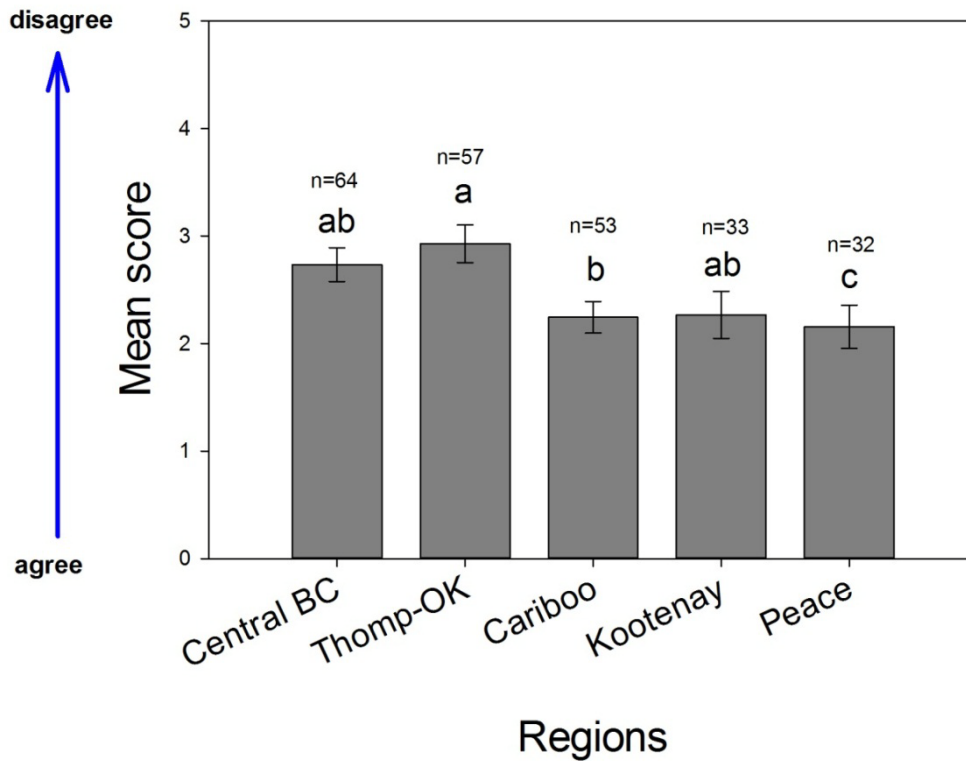 disagree
agree
Mean score
5
4
3
2
1
0
n=64
ab
n=57
a
n=53
b
n=33
ab
n=32
c
Central BC
Thomp-OK
Cariboo
Kootenay
Peace
Regions